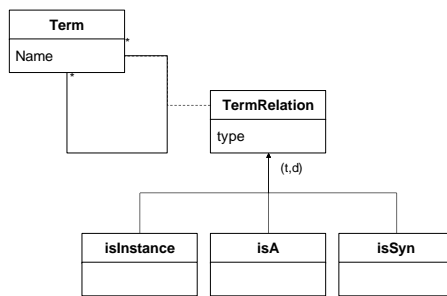 Term
Name
*
*
TermRelation
type
(t,d)
isInstance
isA
isSyn